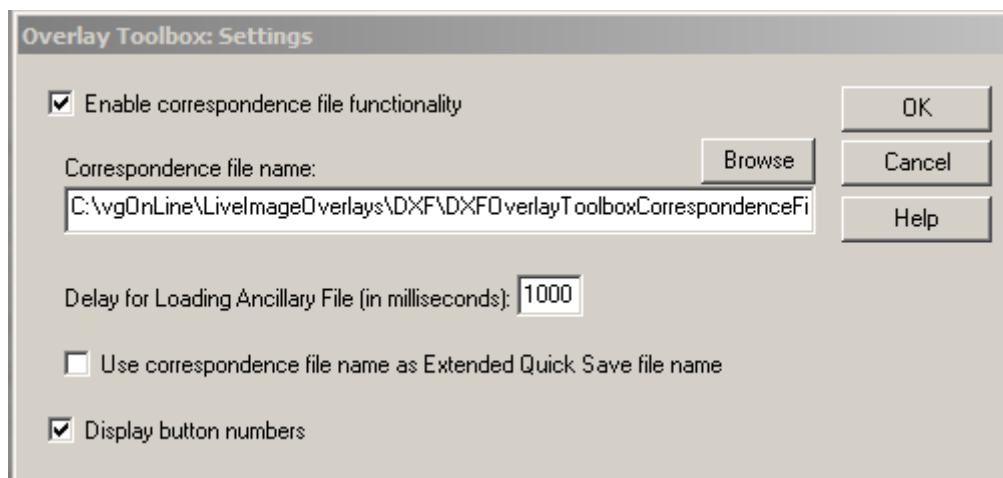 Overlay Toolbox: Settings
Enable correspondence file functionality
OK
Correspondence file name:
Browse
Cancel
C:\vgOnLine\LiveImageOverlays\DXF\DXFOverlayToolboxCorrespondenceFi
Help
Delay for Loading Ancillary File (in milliseconds): 1000
Use correspondence file name as Extended Quick Save file name
Display button numbers